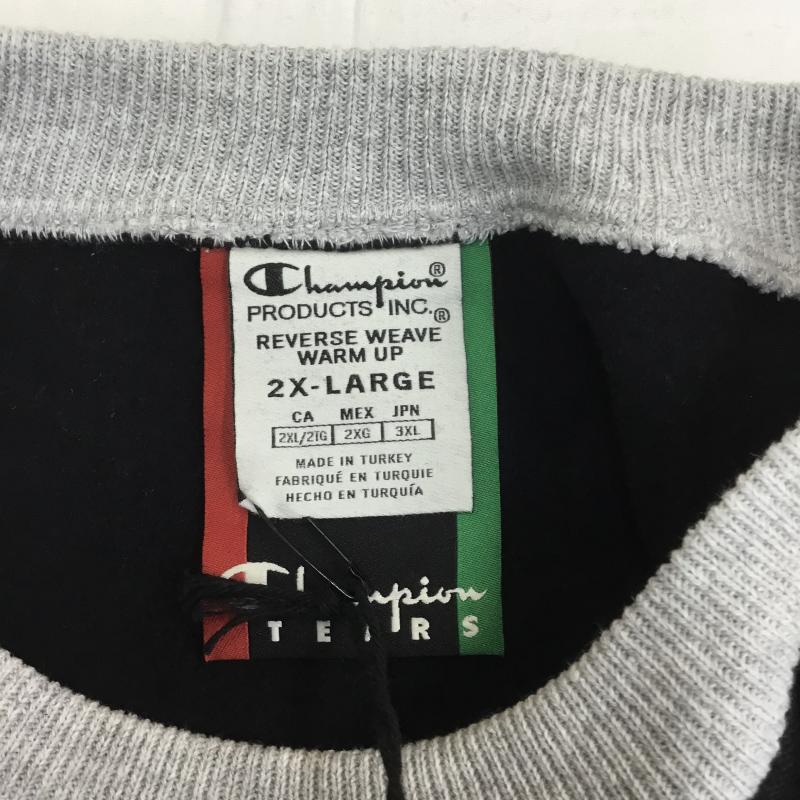 Champion®
PRODUCTS INC.®
REVERSE WEAVE
WARM UP
2X-LARGE
CA MEX JPN
2XL/2TG 2XG 3XL
MADE IN TURKEY
FABRIQUÉ EN TURQUIE
HECHO EN TURQUÍA
Champion
TEARS